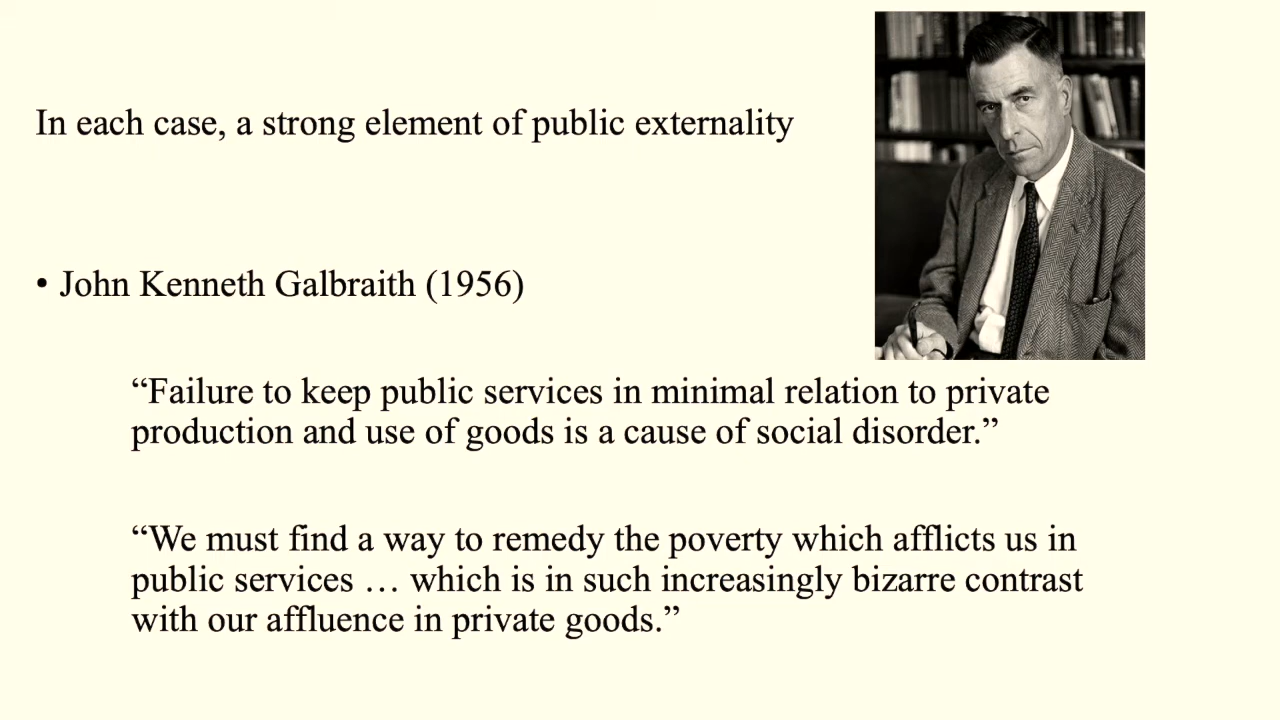 In each case, a strong element of public externality
• John Kenneth Galbraith (1956)
“Failure to keep public services in minimal relation to private
production and use of goods is a cause of social disorder.”
“We must find a way to remedy the poverty which afflicts us in
public services … which is in such increasingly bizarre contrast
with our affluence in private goods.”